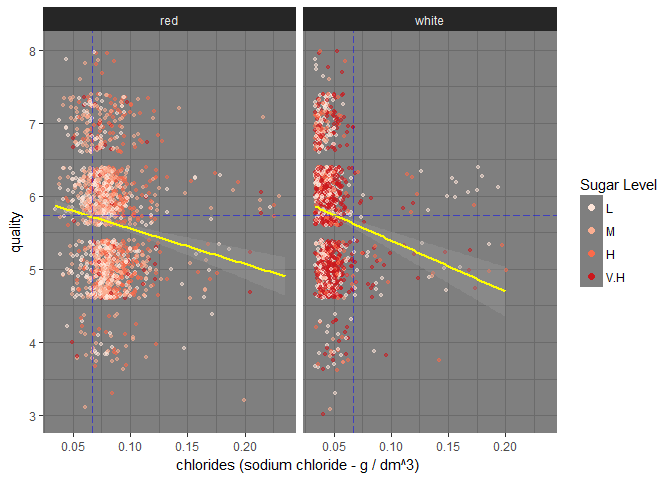 red white
8
7
6
5
4
3
quality
0.05 0.10 0.15 0.20 0.05 0.10 0.15 0.20
chlorides (sodium chloride - g / dm^3)
Sugar Level
L
M
H
V.H